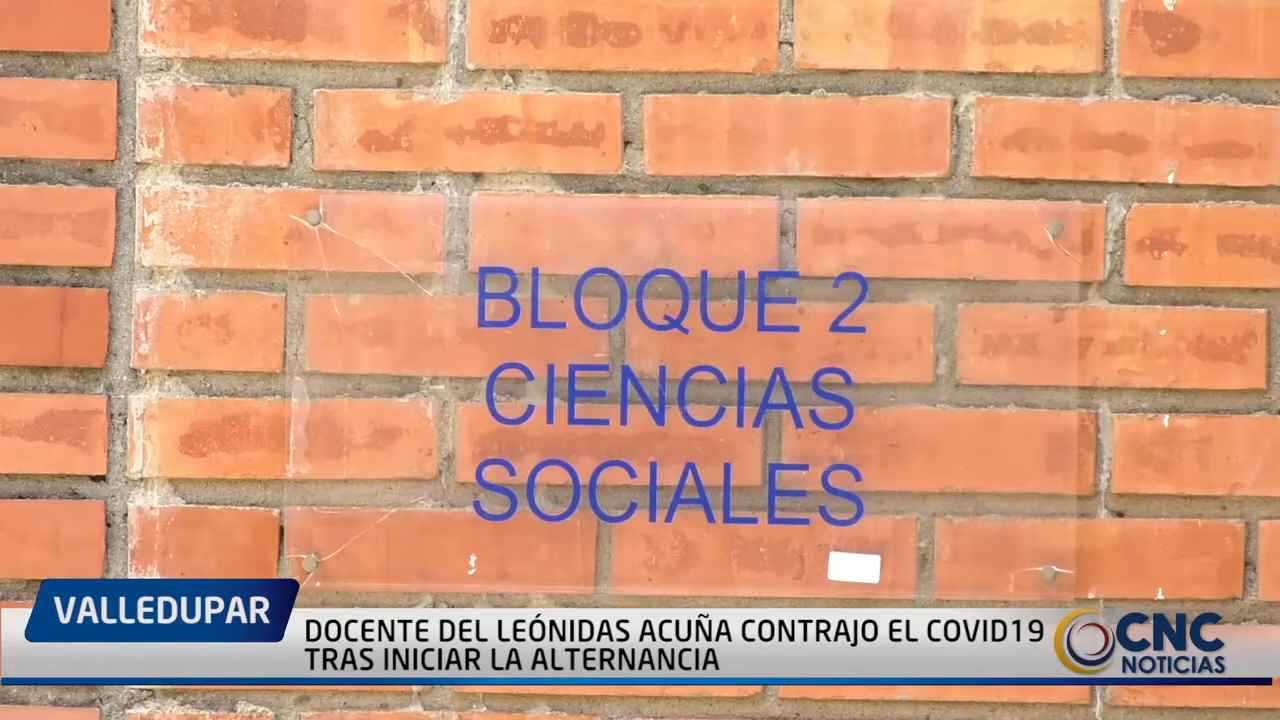 BLOQUE 2
CIENCIAS
SOCIALES
VALLEDUPAR
DOCENTE DEL LEÓNIDAS ACUÑA CONTRAJO EL COVID19
TRAS INICIAR LA ALTERNANCIA
CNC
NOTICIAS